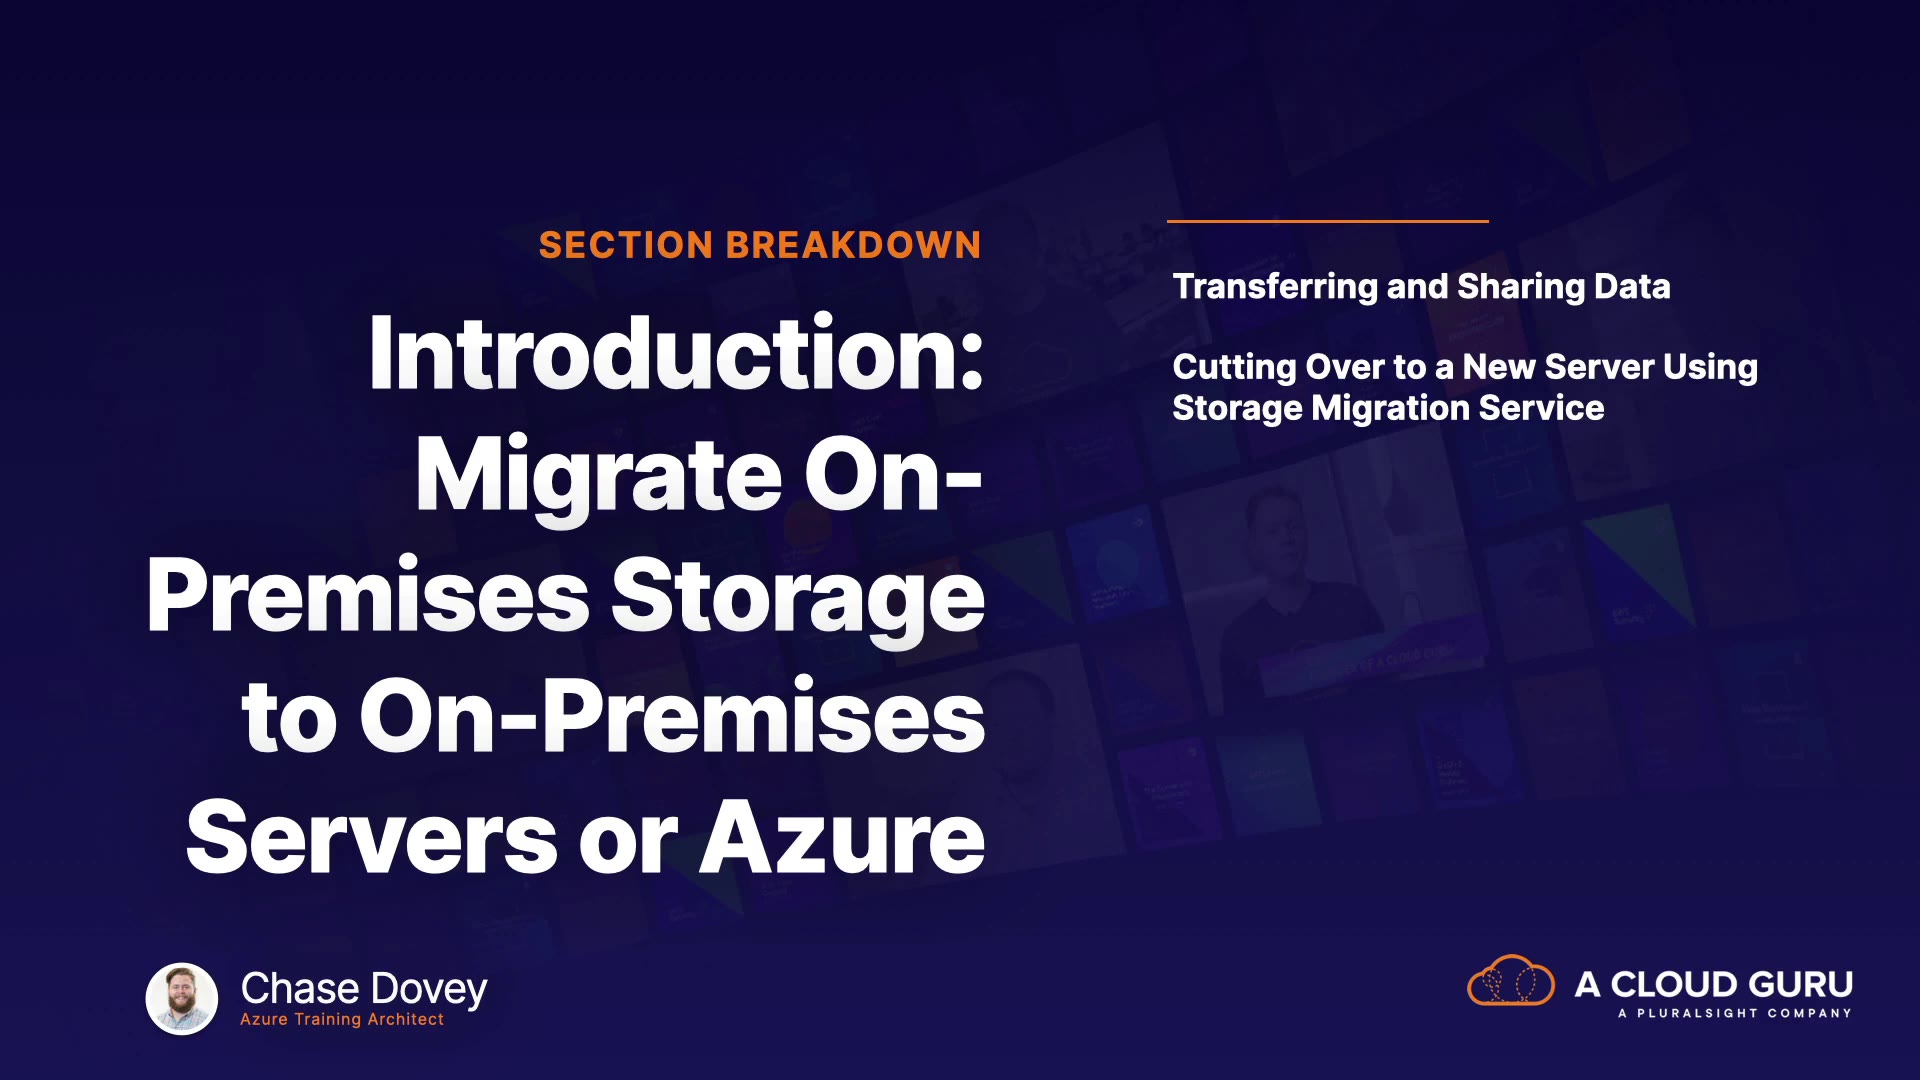 SECTION BREAKDOWN
Introduction:
Migrate On-
Premises Storage
to On-Premises
Servers or Azure
Transferring and Sharing Data
Cutting Over to a New Server Using
Storage Migration Service
Chase Dovey
Azure Training Architect
A CLOUD GURU
A PLURALSIGHT COMPANY